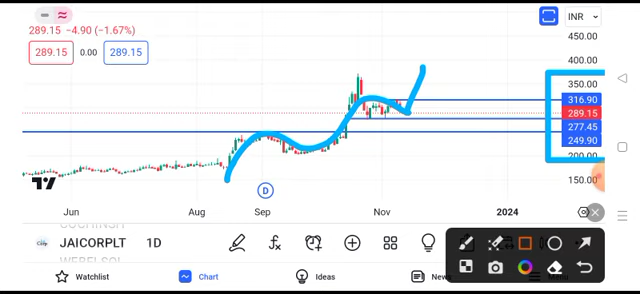 INR
289.15 −4.90 (−1.67%)
289.15 0.00 289.15
450.00
400.00
350.00
316.90
289.15
277.45
249.90
200.00
150.00
D
Jun Aug Sep Nov 2024
JAICORPLT 1D
Watchlist Chart Ideas News